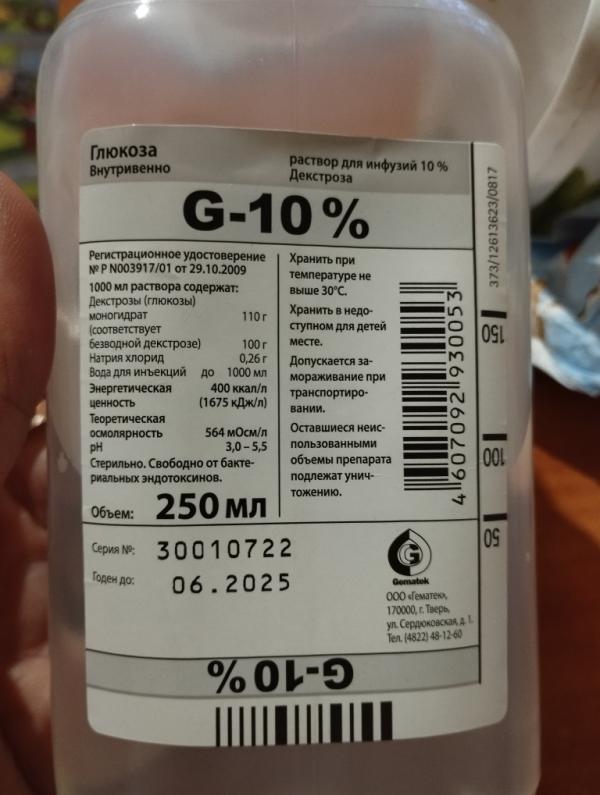 Глюкоза
Внутривенно
раствор для инфузий 10 %
Декстроза
G-10 %
Регистрационное удостоверение
№ Р N003917/01 от 29.10.2009
1000 мл раствора содержат:
Декстрозы (глюкозы)
моногидрат 110 г
(соответствует
безводной декстрозе) 100 г
Натрия хлорид 0,26 г
Вода для инъекций до 1000 мл
Энергетическая 400 ккал/л
ценность (1675 кДж/л)
Теоретическая
осмолярность 564 мОсм/л
pH 3,0 – 5,5
Стерильно. Свободно от бакте-
риальных эндотоксинов.
Объем: 250 мл
Хранить при
температуре не
выше 30°С.
Хранить в недо-
ступном для детей
месте.
Допускается за-
мораживание при
транспортиро-
вании.
Оставшиеся неис-
пользованными
объемы препарата
подлежат унич-
тожению.
4 607092 930053
373/12613623/0817
150
100
50
Серия №: 30010722
Годен до: 06.2025
G
Gematek
ООО «Гематек»,
170000, г. Тверь,
ул. Сердюковская, д. 1.
Тел. (4822) 48-12-60
G-10 %